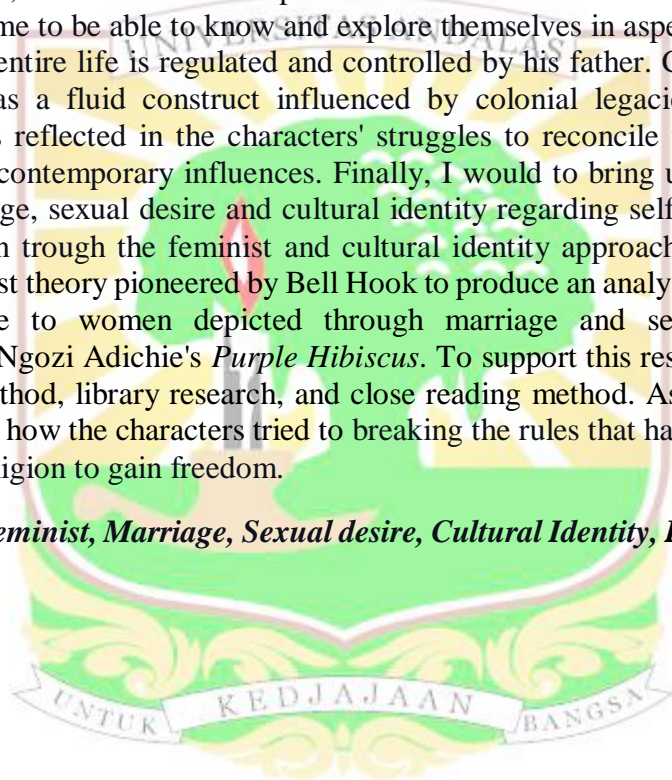 me to be able to know and explore themselves in aspe
UNIVERSITAS ANDALAS
entire life is regulated and controlled by his father. C
as a fluid construct influenced by colonial legaci
reflected in the characters' struggles to reconcile
contemporary influences. Finally, I would to bring u
ge, sexual desire and cultural identity regarding self
n trough the feminist and cultural identity approach
st theory pioneered by Bell Hook to produce an analy
e to women depicted through marriage and se
Ngozi Adichie's Purple Hibiscus. To support this res
thod, library research, and close reading method. As
how the characters tried to breaking the rules that ha
ligion to gain freedom.
eminist, Marriage, Sexual desire, Cultural Identity,
UNTUK KEDJAJAAN BANGSA